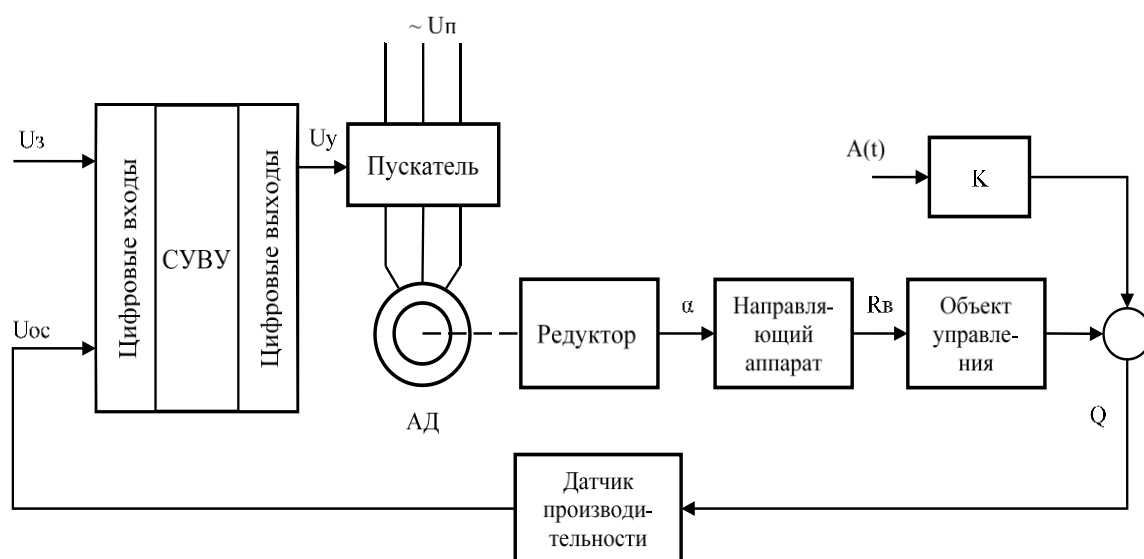 ~ Uп
Uз
Цифровые входы
СУВУ
Цифровые выходы
Uу
Пускатель
A(t)
К
Uос
АД
Редуктор
α
Направля-
ющий
аппарат
Rв
Объект
управле-
ния
Q
Датчик
производи-
тельности